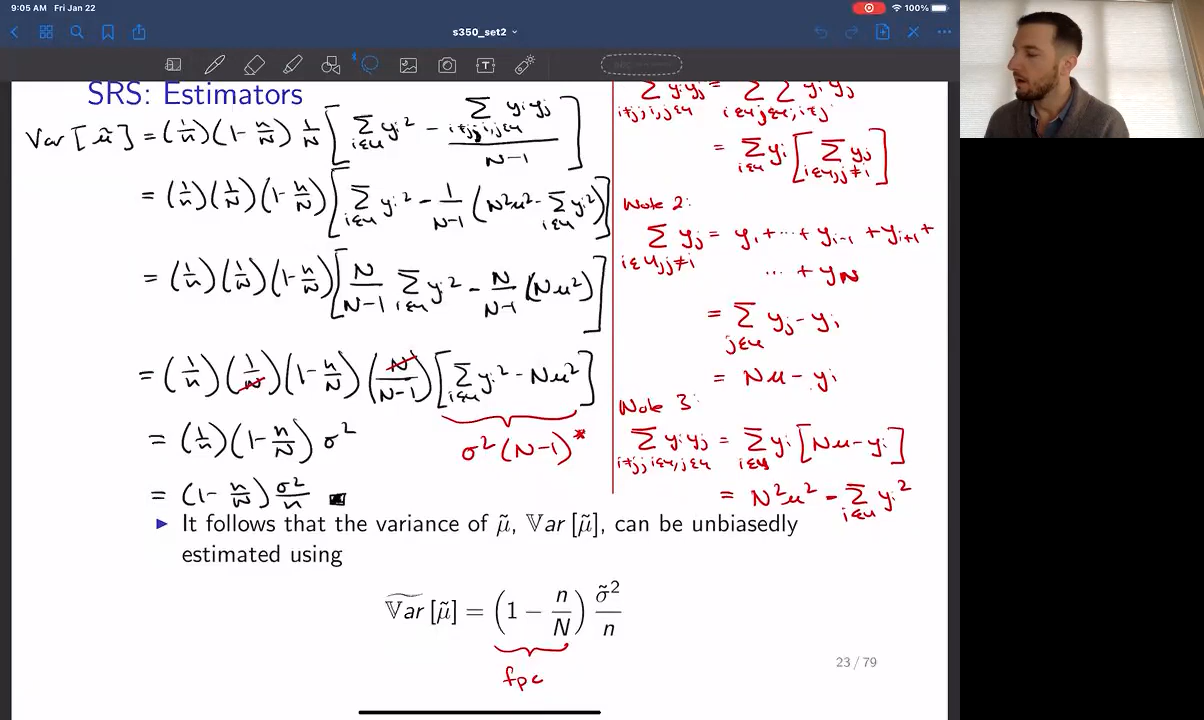 9:05 AM Fri Jan 22
100%
s350_set2
SRS: Estimators
Var[μ̃] = (1/n)(1 - n/N) 1/N [ Σ_{i∈u} y_i² - (Σ_{i≠j; i,j∈u} y_i y_j)/(N-1) ]
= (1/n)(1/N)(1 - n/N) [ Σ_{i∈u} y_i² - 1/(N-1) (N²μ² - Σ_{i∈u} y_i²) ]
= (1/n)(1/N)(1 - n/N) [ N/(N-1) Σ_{i∈u} y_i² - N/(N-1) (Nμ²) ]
= (1/n)(1/N)(1 - n/N)(N/(N-1)) [ Σ_{i∈u} y_i² - Nμ² ]
σ²(N-1)*
= (1/n)(1 - n/N) σ²
= (1 - n/N) σ²/n ■
Σ_{i≠j; i,j∈u} y_i y_j = Σ_{i∈u} Σ_{j∈u; i≠j} y_i y_j
= Σ_{i∈u} y_i [ Σ_{i∈u; j≠i} y_j ]
Note 2:
Σ_{i∈u; j≠i} y_j = y_1 + ··· + y_{i-1} + y_{i+1} +
··· + y_N
= Σ_{j∈u} y_j - y_i
= Nμ - y_i
Note 3:
Σ_{i≠j; i∈u, j∈u} y_i y_j = Σ_{i∈u} y_i [Nμ - y_i]
= N²μ² - Σ_{i∈u} y_i²
▶ It follows that the variance of μ̃, Var [μ̃], can be unbiasedly
estimated using
Var~ [μ̃] = (1 - n/N) σ̃²/n
fpc
23 / 79